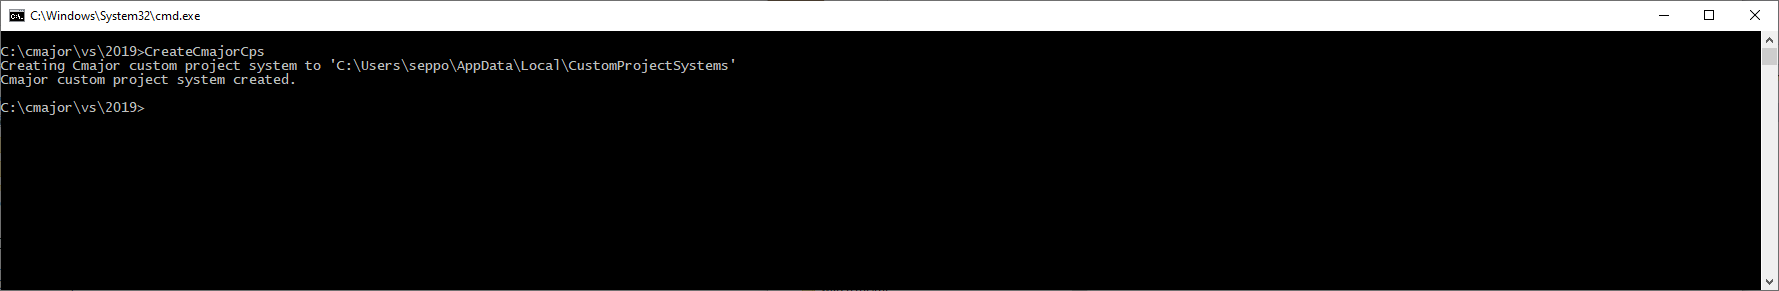 C:\Windows\System32\cmd.exe
C:\cmajor\vs\2019>CreateCmajorCps
Creating Cmajor custom project system to 'C:\Users\seppo\AppData\Local\CustomProjectSystems'
Cmajor custom project system created.
C:\cmajor\vs\2019>